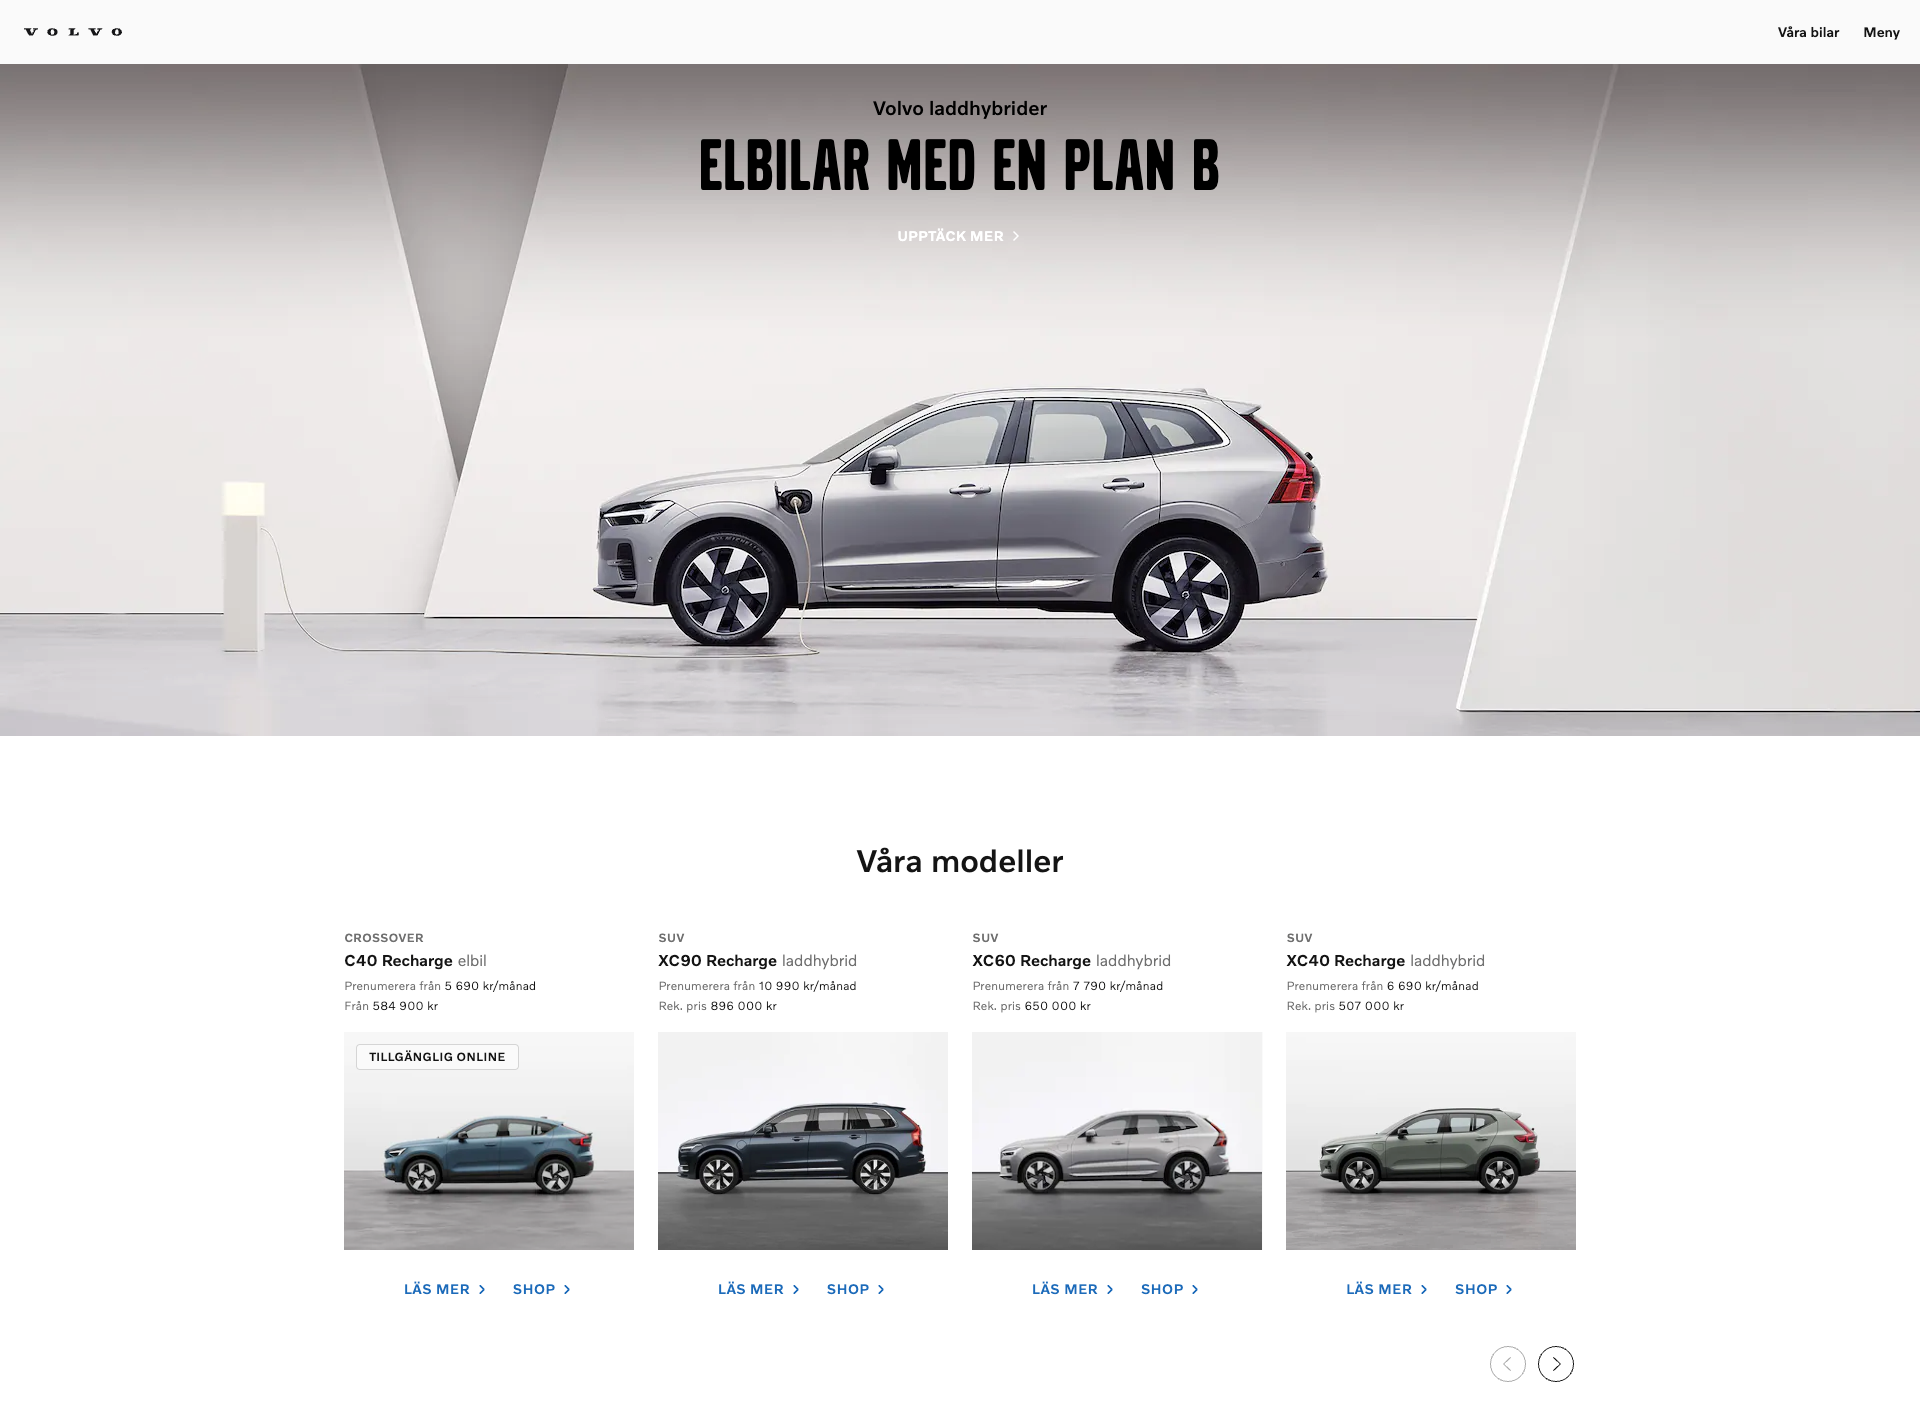 VOLVO
Våra bilar
Meny
Volvo laddhybrider
ELBILAR MED EN PLAN B
UPPTÄCK MER
Våra modeller
CROSSOVER
C40 Recharge elbil
Prenumerera från 5 690 kr/månad
Från 584 900 kr
TILLGÄNGLIG ONLINE
LÄS MER
SHOP
SUV
XC90 Recharge laddhybrid
Prenumerera från 10 990 kr/månad
Rek. pris 896 000 kr
LÄS MER
SHOP
SUV
XC60 Recharge laddhybrid
Prenumerera från 7 790 kr/månad
Rek. pris 650 000 kr
LÄS MER
SHOP
SUV
XC40 Recharge laddhybrid
Prenumerera från 6 690 kr/månad
Rek. pris 507 000 kr
LÄS MER
SHOP